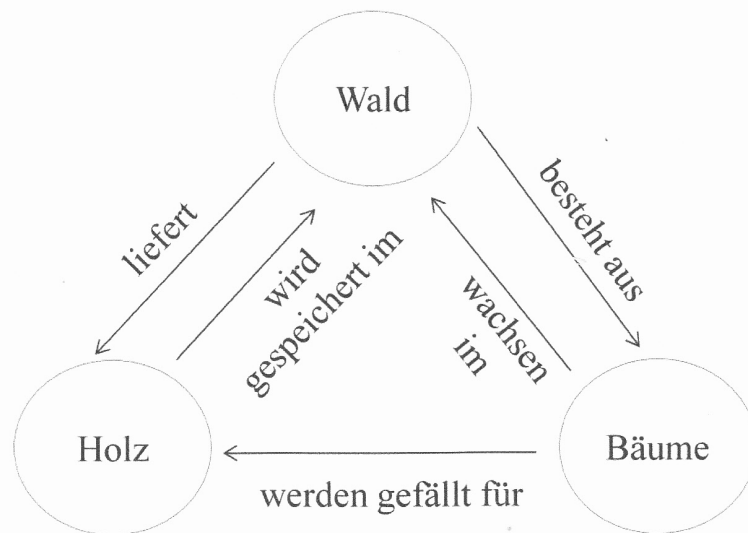 Wald
liefert
wird
gespeichert im
besteht aus
wachsen
im
Holz
Bäume
werden gefällt für